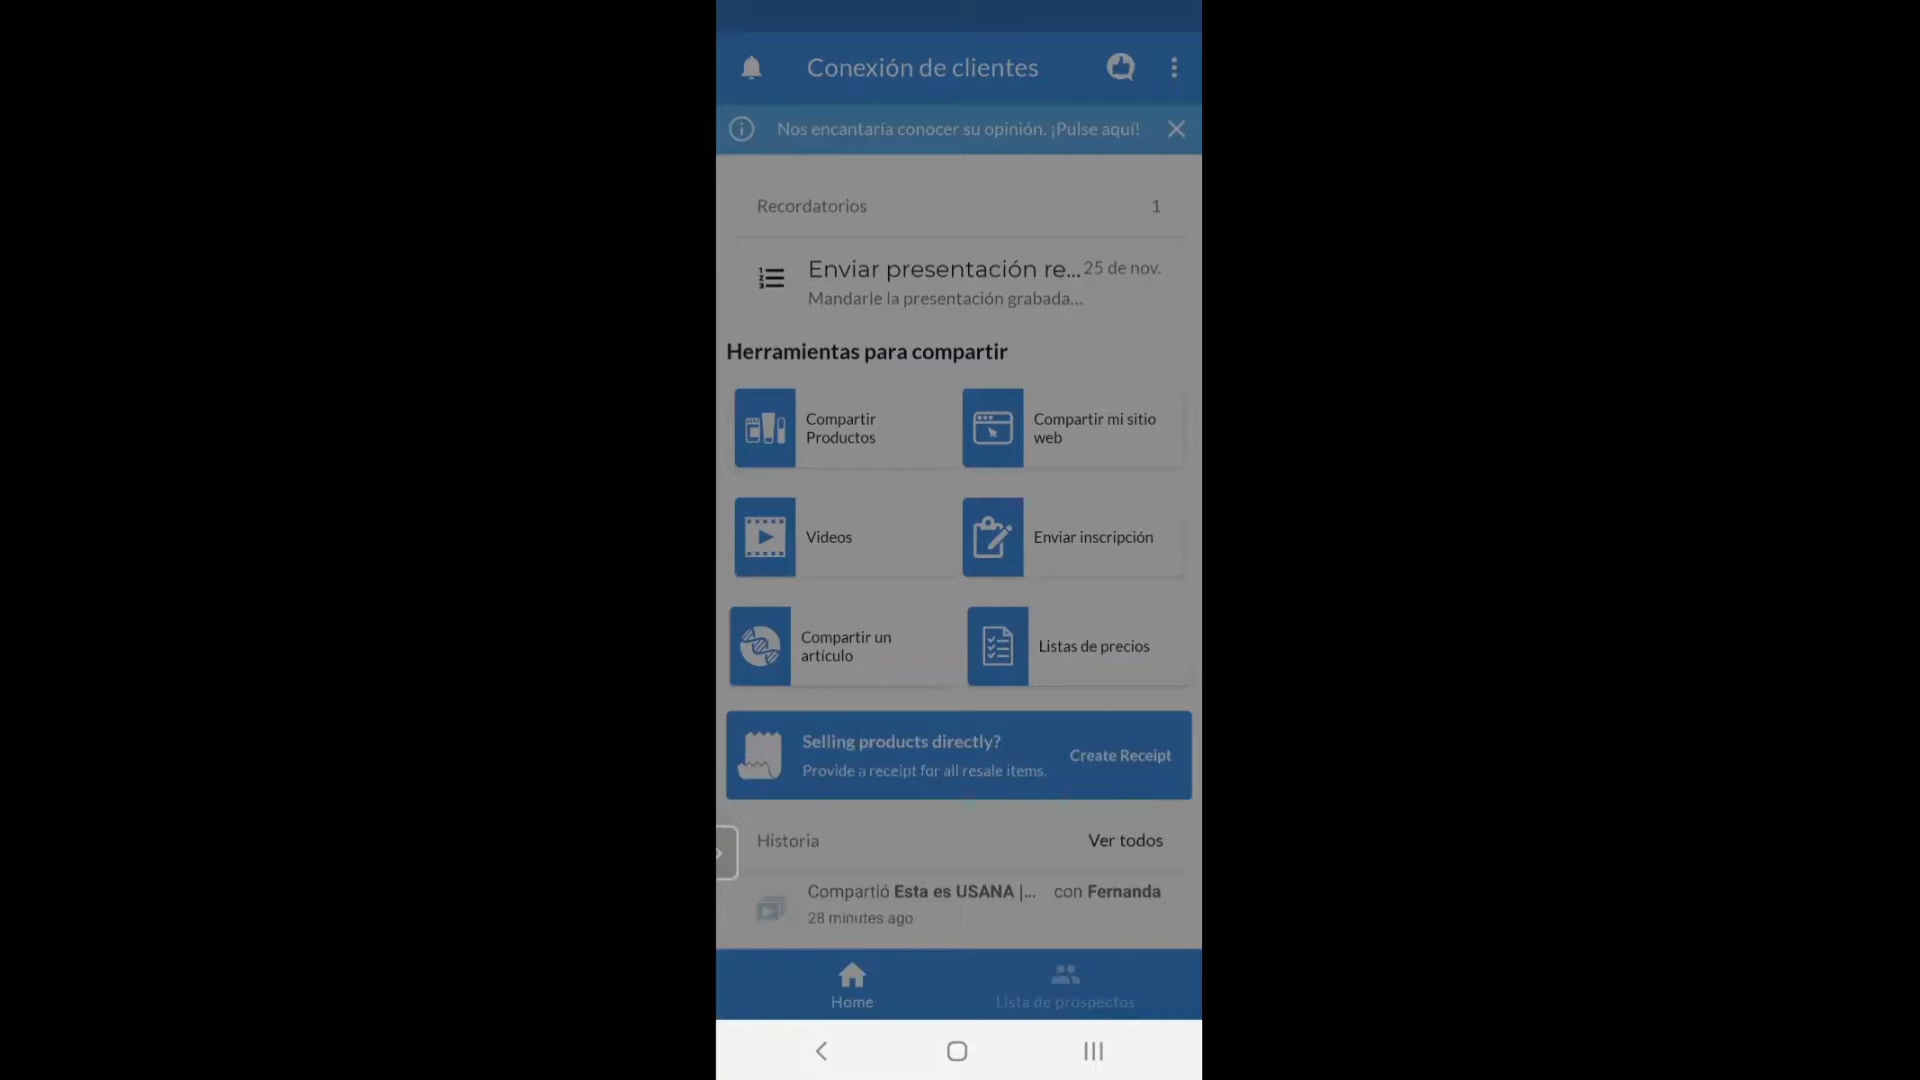 Conexión de clientes
Nos encantaría conocer su opinión. ¡Pulse aquí!
Recordatorios 1
Enviar presentación re... 25 de nov.
Mandarle la presentación grabada...
Herramientas para compartir
Compartir
Productos
Compartir mi sitio
web
Videos
Enviar inscripción
Compartir un
artículo
Listas de precios
Selling products directly?
Provide a receipt for all resale items.
Create Receipt
Historia Ver todos
Compartió Esta es USANA |... con Fernanda
28 minutes ago
Home Lista de prospectos